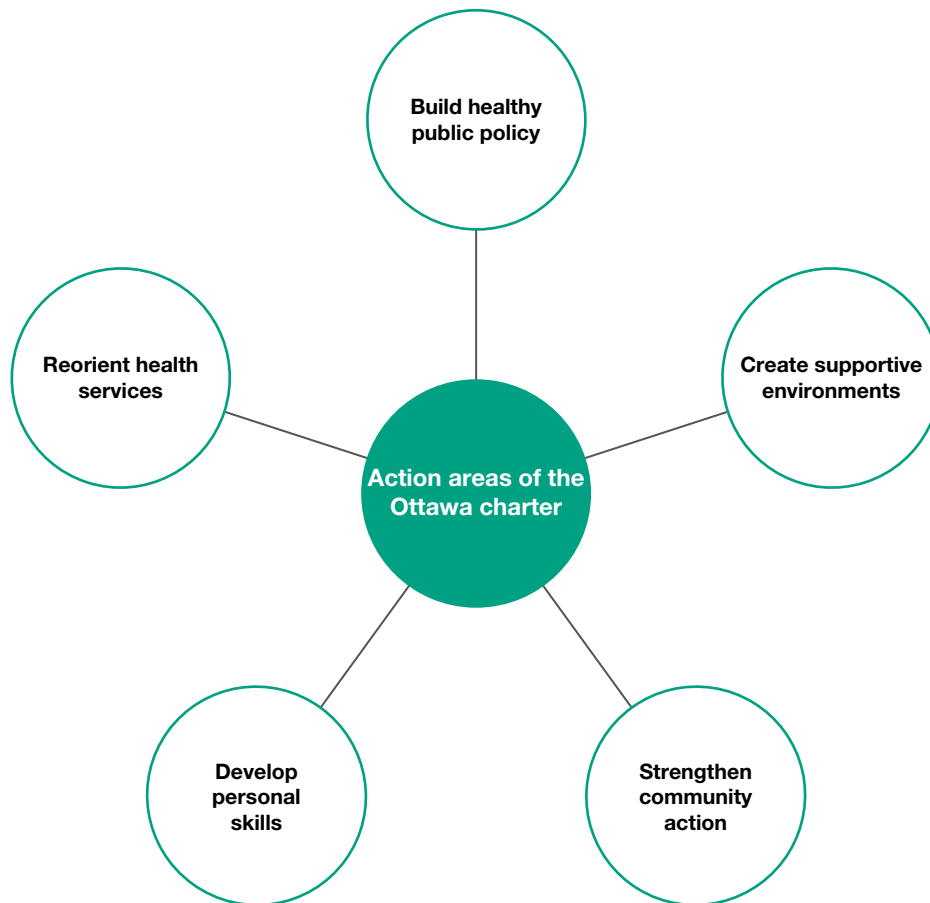 Build healthy
public policy
Reorient health
services
Create supportive
environments
Action areas of the
Ottawa charter
Develop
personal
skills
Strengthen
community
action